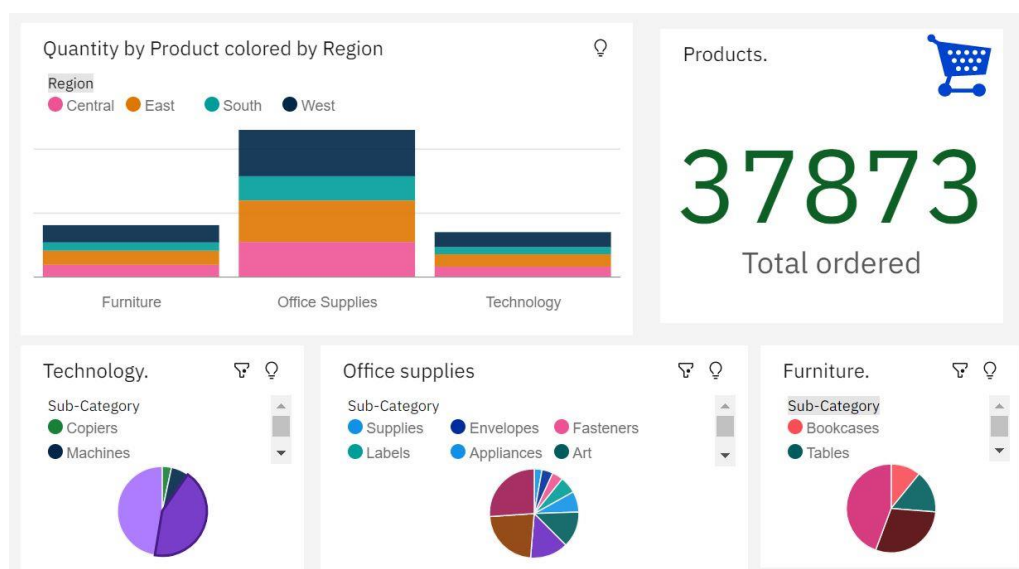 Quantity by Product colored by Region
Region
Central East South West
Furniture Office Supplies Technology
Products.
37873
Total ordered
Technology.
Sub-Category
Copiers
Machines
Office supplies
Sub-Category
Supplies Envelopes Fasteners
Labels Appliances Art
Furniture.
Sub-Category
Bookcases
Tables